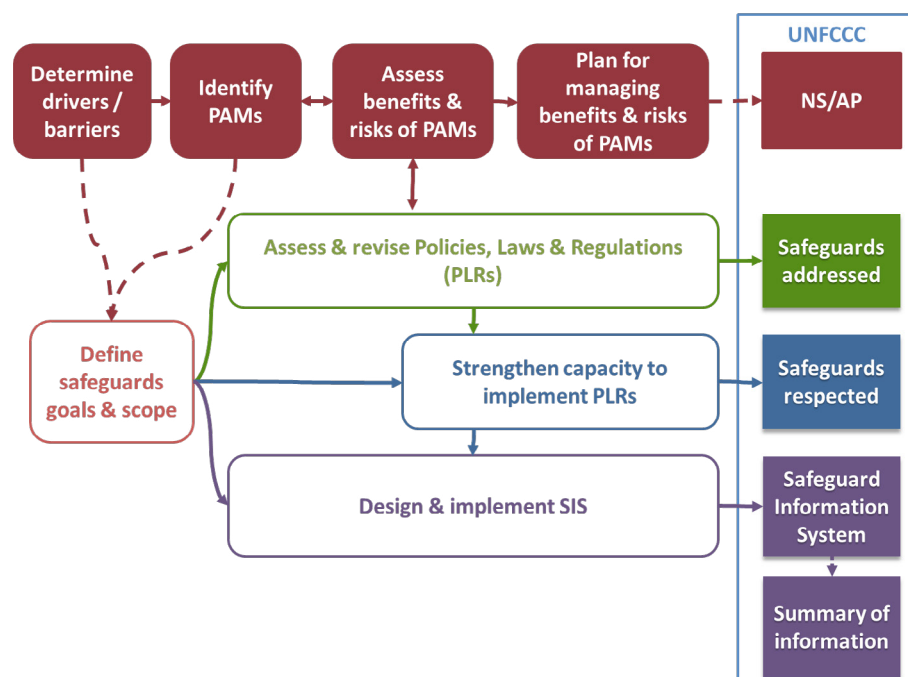 UNFCCC
Determine
drivers /
barriers
Identify
PAMs
Assess
benefits &
risks of PAMs
Plan for
managing
benefits & risks
of PAMs
NS/AP
Assess & revise Policies, Laws & Regulations
(PLRs)
Safeguards
addressed
Define
safeguards
goals & scope
Strengthen capacity to
implement PLRs
Safeguards
respected
Design & implement SIS
Safeguard
Information
System
Summary of
information